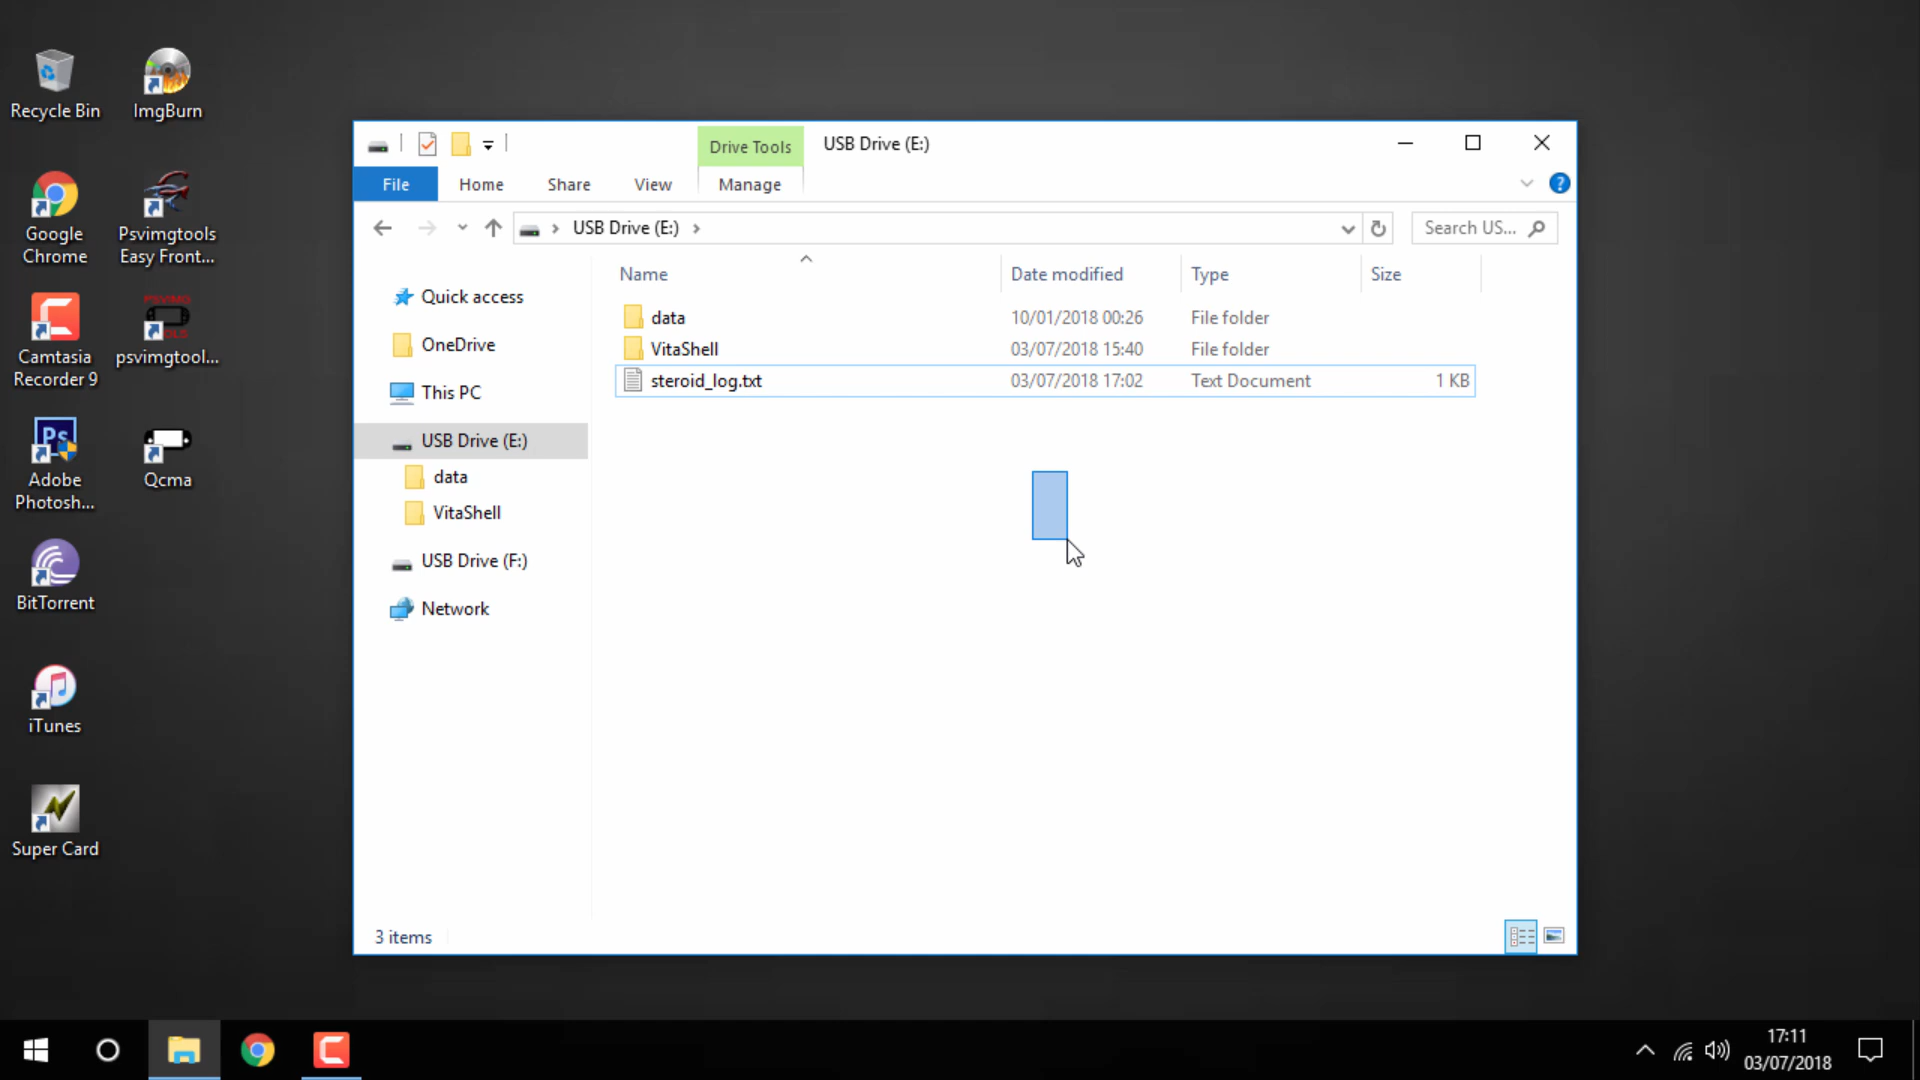 Recycle Bin
ImgBurn
Google
Chrome
Psvimgtools
Easy Front...
Camtasia
Recorder 9
PSVIMG
psvimgtool...
Ps
Adobe
Photosh...
Qcma
BitTorrent
iTunes
Super Card
Drive Tools
USB Drive (E:)
File
Home
Share
View
Manage
?
USB Drive (E:)
Search US...
Name
Date modified
Type
Size
data
10/01/2018 00:26
File folder
VitaShell
03/07/2018 15:40
File folder
steroid_log.txt
03/07/2018 17:02
Text Document
1 KB
Quick access
OneDrive
This PC
USB Drive (E:)
data
VitaShell
USB Drive (F:)
Network
3 items
17:11
03/07/2018